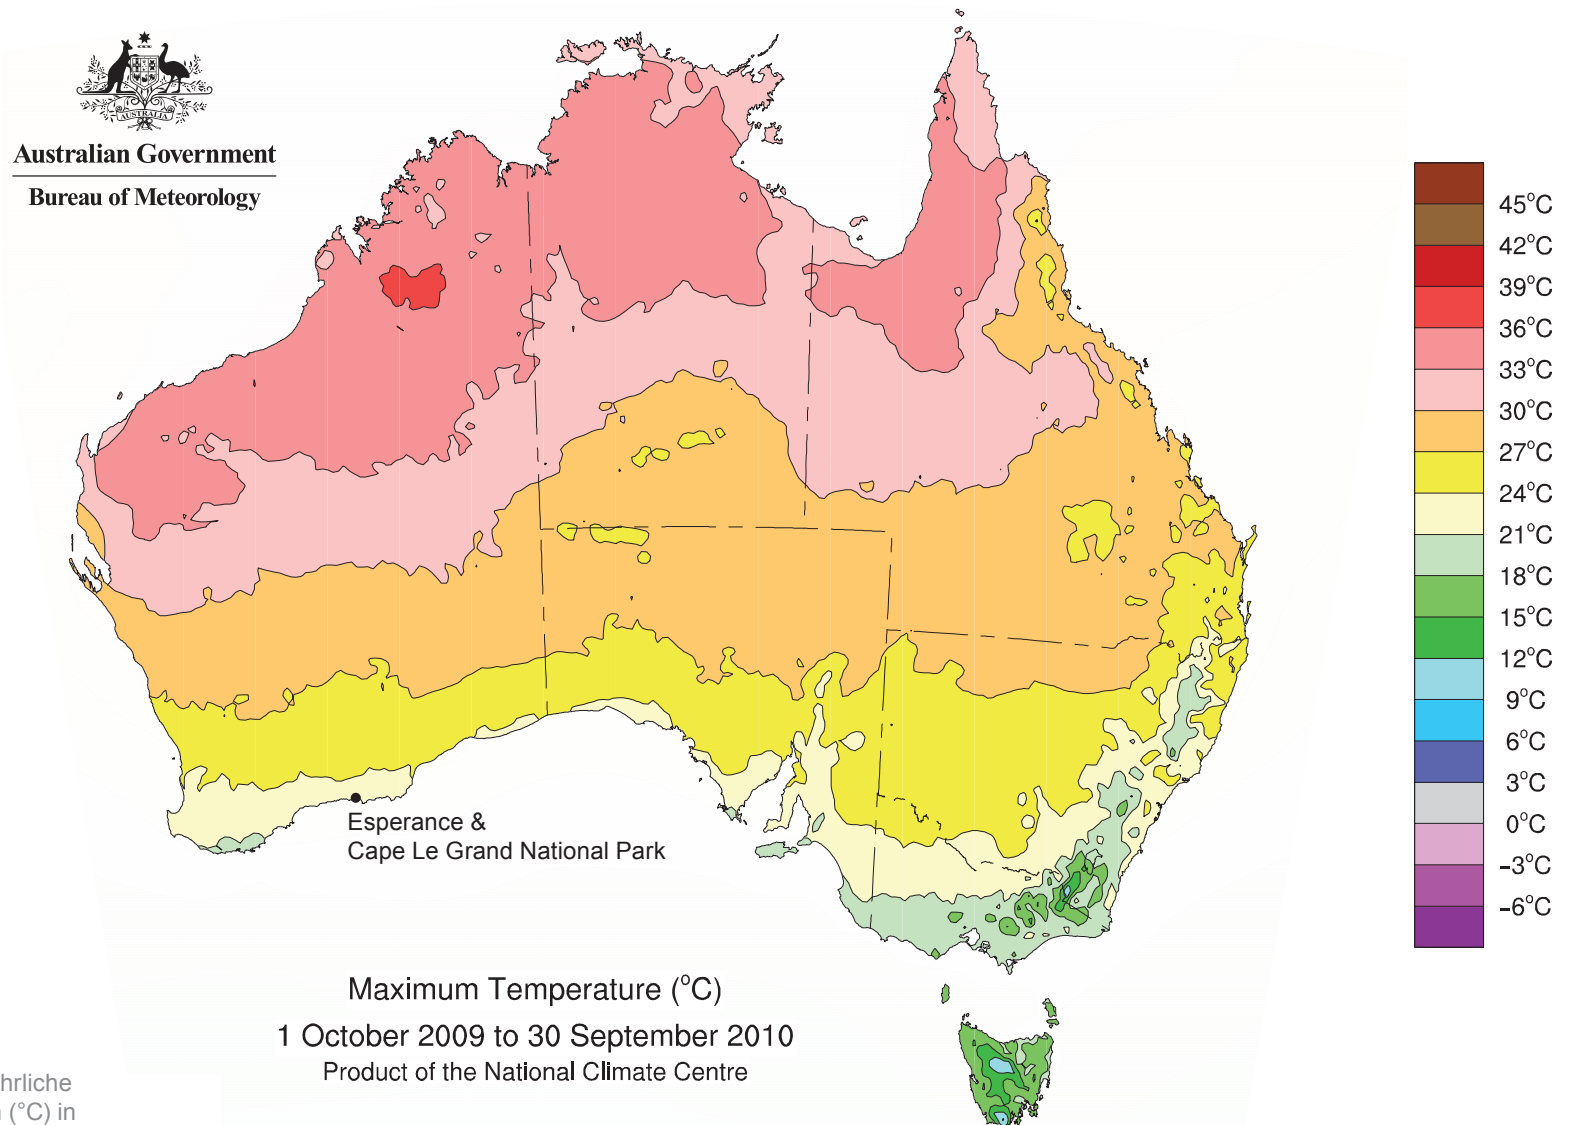 AUSTRALIA
Australian Government
Bureau of Meteorology
45°C
42°C
39°C
36°C
33°C
30°C
27°C
24°C
21°C
18°C
15°C
12°C
9°C
6°C
3°C
0°C
−3°C
−6°C
Esperance &
Cape Le Grand National Park
Maximum Temperature (°C)
1 October 2009 to 30 September 2010
Product of the National Climate Centre
hrliche
(°C) in